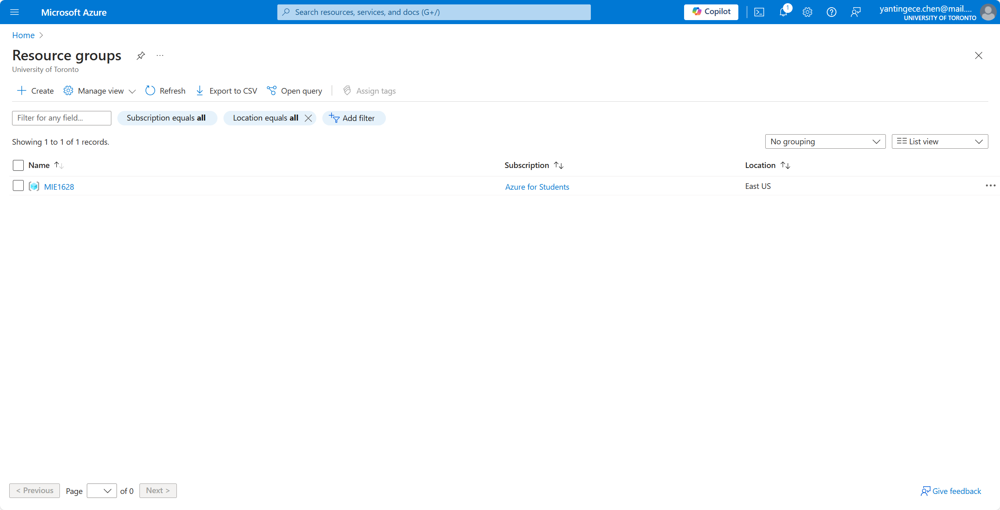 Microsoft Azure
Search resources, services, and docs (G+/)
Copilot
1
yantingece.chen@mail....
UNIVERSITY OF TORONTO
Home
Resource groups
University of Toronto
Create
Manage view
Refresh
Export to CSV
Open query
Assign tags
Filter for any field...
Subscription equals all
Location equals all
Add filter
Showing 1 to 1 of 1 records.
No grouping
List view
Name
Subscription
Location
MIE1628
Azure for Students
East US
< Previous
Page
of 0
Next >
Give feedback